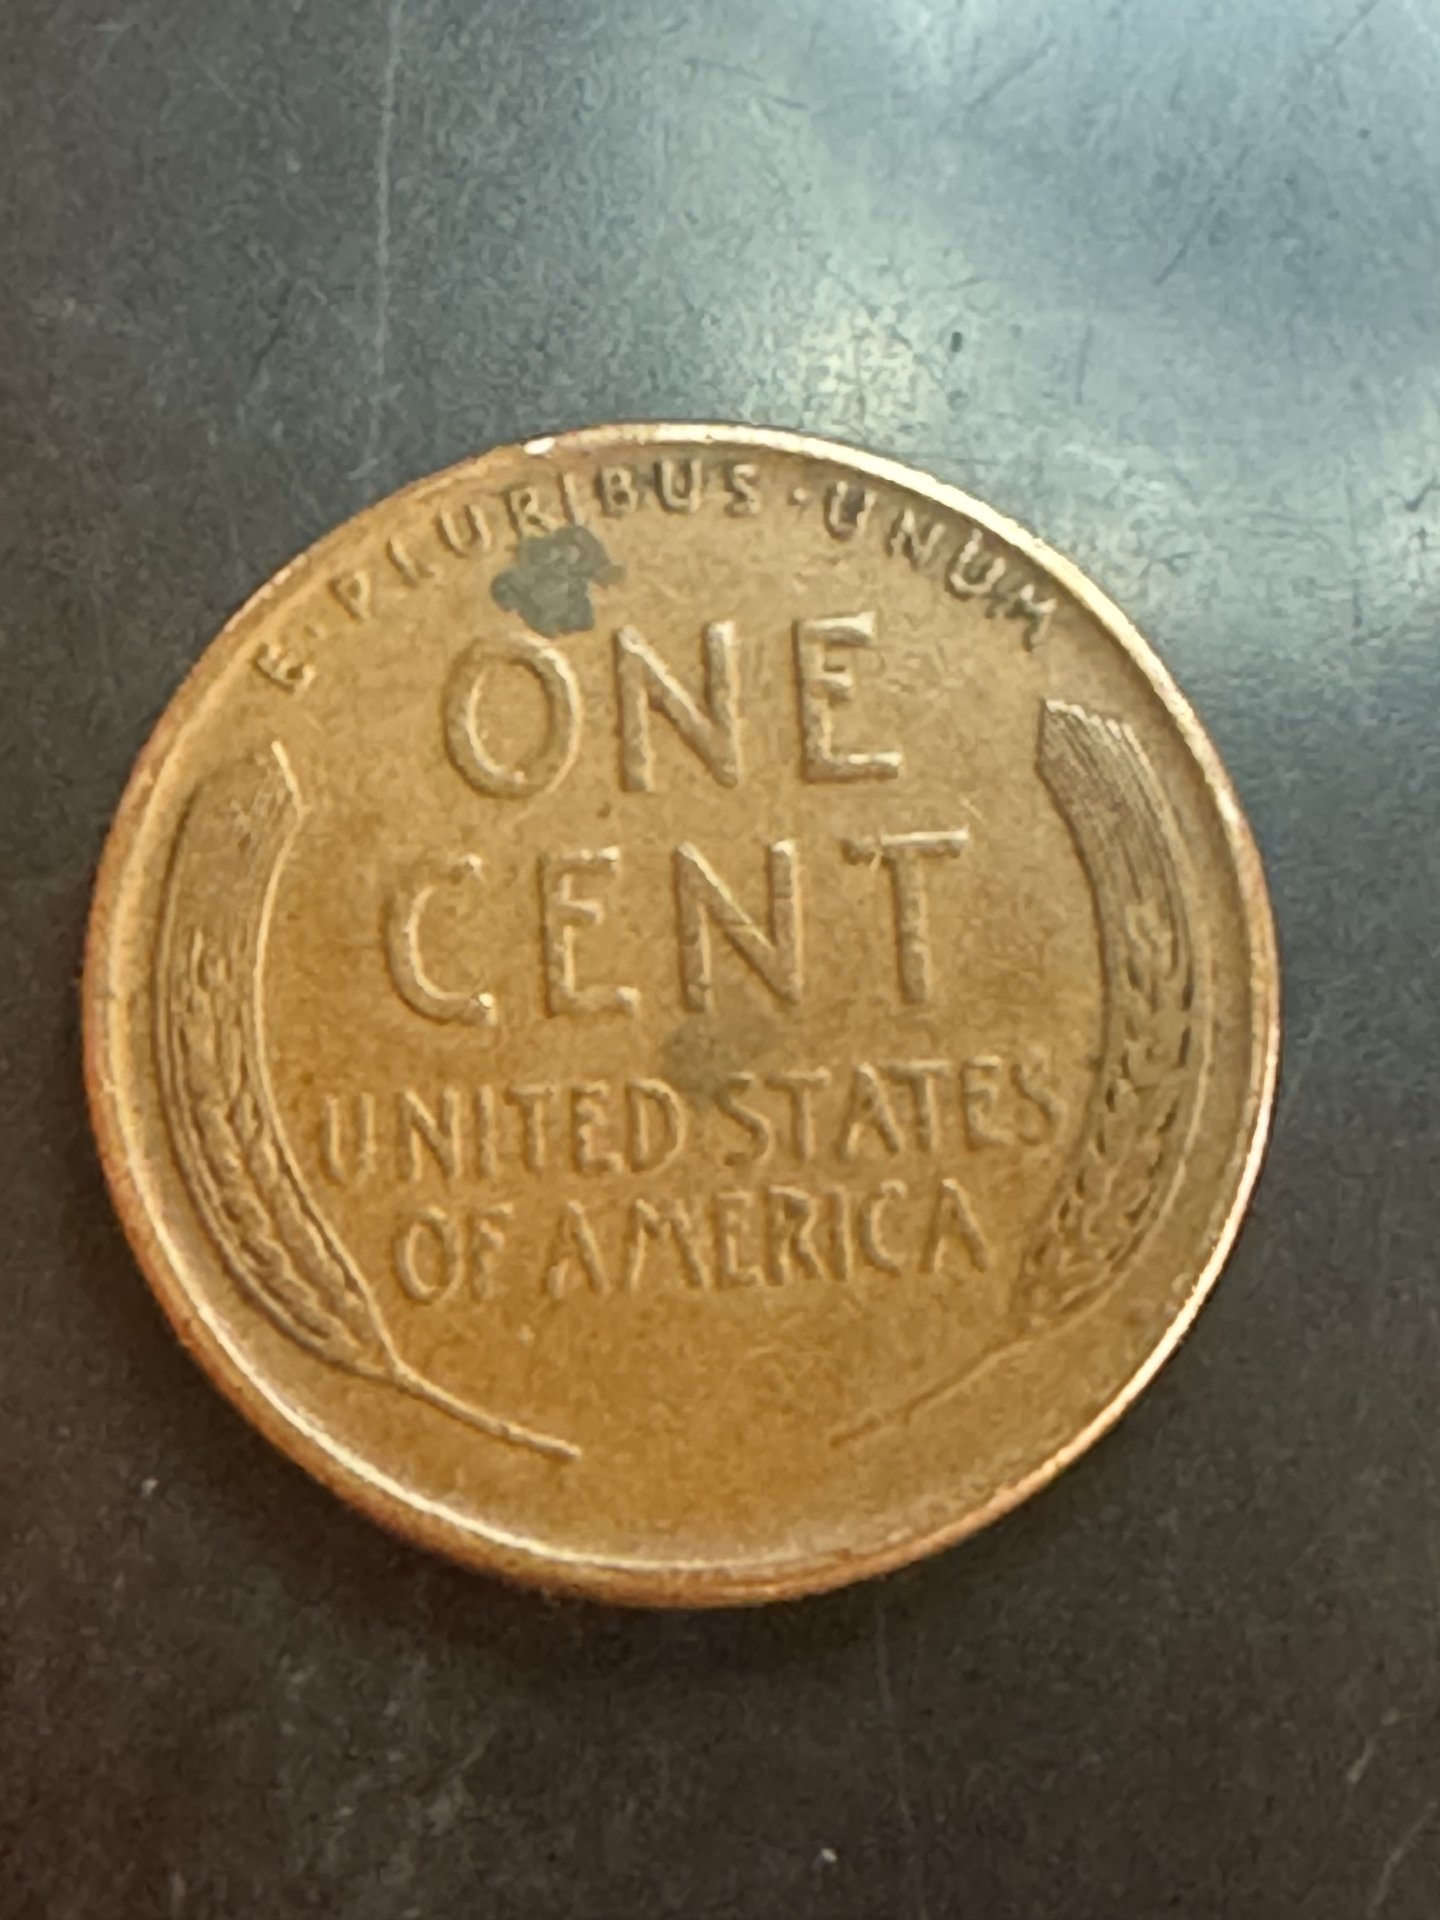 E·PLURIBUS·UNUM
ONE
CENT
UNITED STATES
OF AMERICA